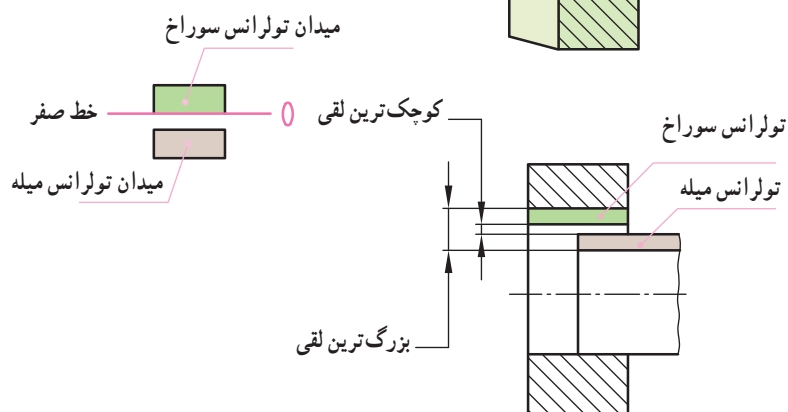 میدان تولرانس سوراخ
خط صفر
0
کوچک‌ترین لقی
تولرانس سوراخ
میدان تولرانس میله
تولرانس میله
بزرگ‌ترین لقی